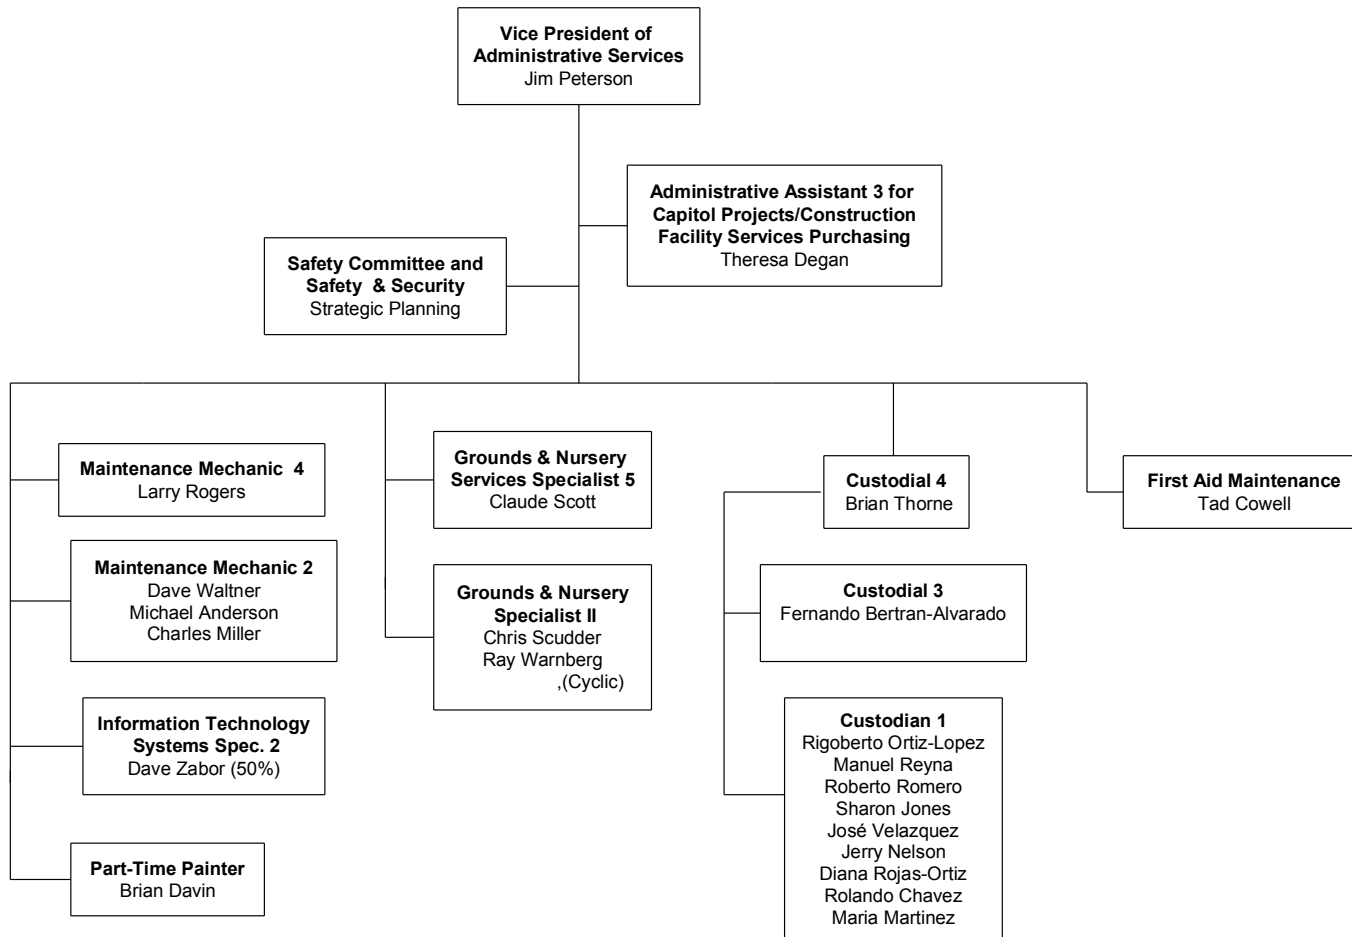 Vice President of
Administrative Services
Jim Peterson
Administrative Assistant 3 for
Capitol Projects/Construction
Facility Services Purchasing
Theresa Degan
Safety Committee and
Safety & Security
Strategic Planning
Maintenance Mechanic 4
Larry Rogers
Maintenance Mechanic 2
Dave Waltner
Michael Anderson
Charles Miller
Information Technology
Systems Spec. 2
Dave Zabor (50%)
Part-Time Painter
Brian Davin
Grounds & Nursery
Services Specialist 5
Claude Scott
Grounds & Nursery
Specialist II
Chris Scudder
Ray Warnberg
,(Cyclic)
Custodial 4
Brian Thorne
Custodial 3
Fernando Bertran-Alvarado
Custodian 1
Rigoberto Ortiz-Lopez
Manuel Reyna
Roberto Romero
Sharon Jones
José Velazquez
Jerry Nelson
Diana Rojas-Ortiz
Rolando Chavez
Maria Martinez
First Aid Maintenance
Tad Cowell